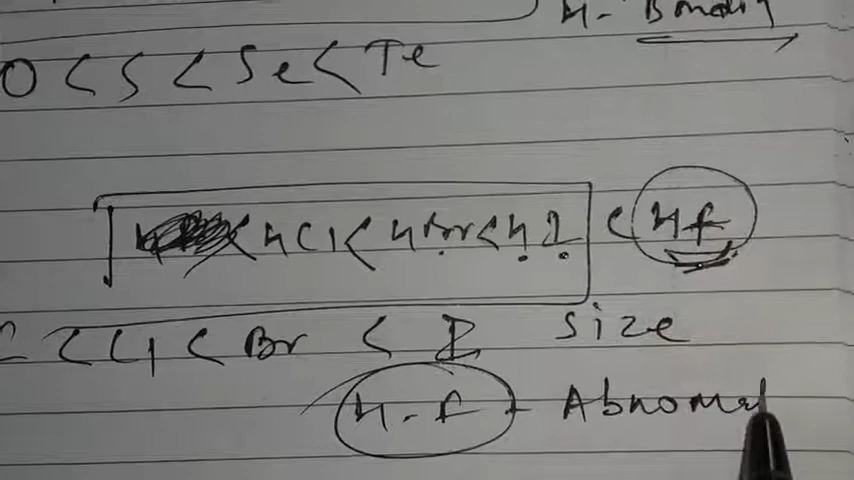 H- Bonding
O < S < Se < Te
< HCl < HBr < HI < HF
< Cl < Br < I size
H-F Abnormal